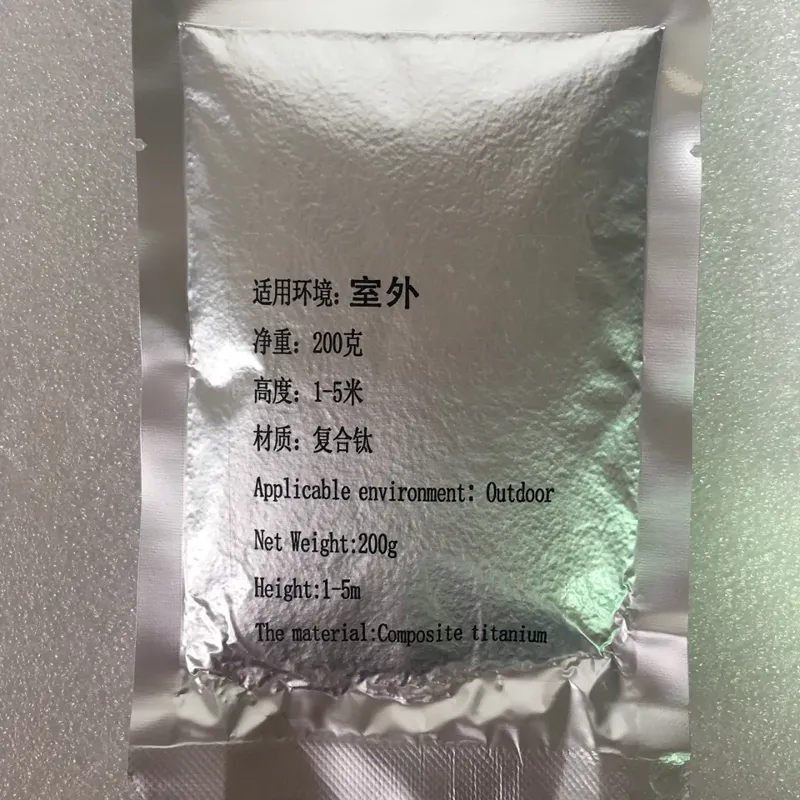 适用环境：室外
净重：200克
高度：1-5米
材质：复合钛
Applicable environment：Outdoor
Net Weight:200g
Height:1-5m
The material:Composite titanium